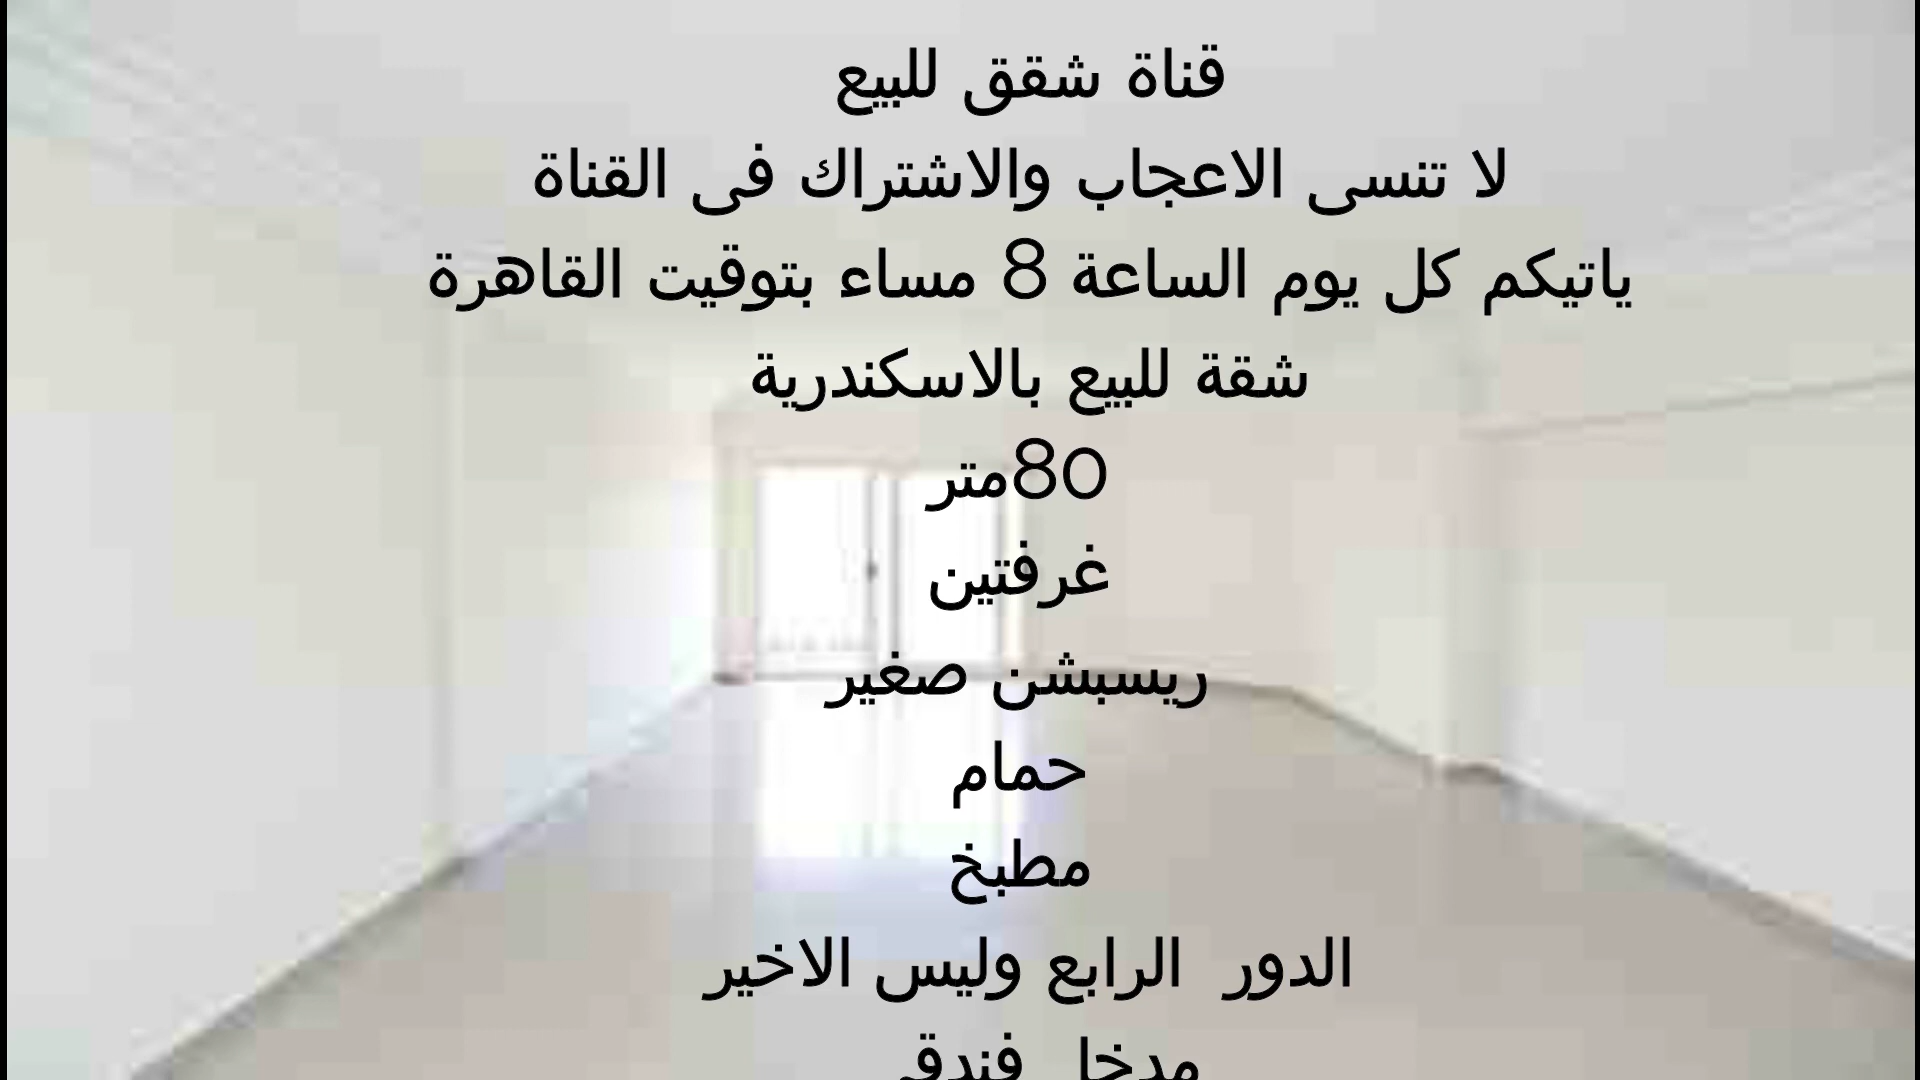 قناة شقق للبيع
لا تنسى الاعجاب والاشتراك فى القناة
ياتيكم كل يوم الساعة 8 مساء بتوقيت القاهرة
شقة للبيع بالاسكندرية
80متر
غرفتين
ريسبشن صغير
حمام
مطبخ
الدور الرابع وليس الاخير
مدخل فندقى